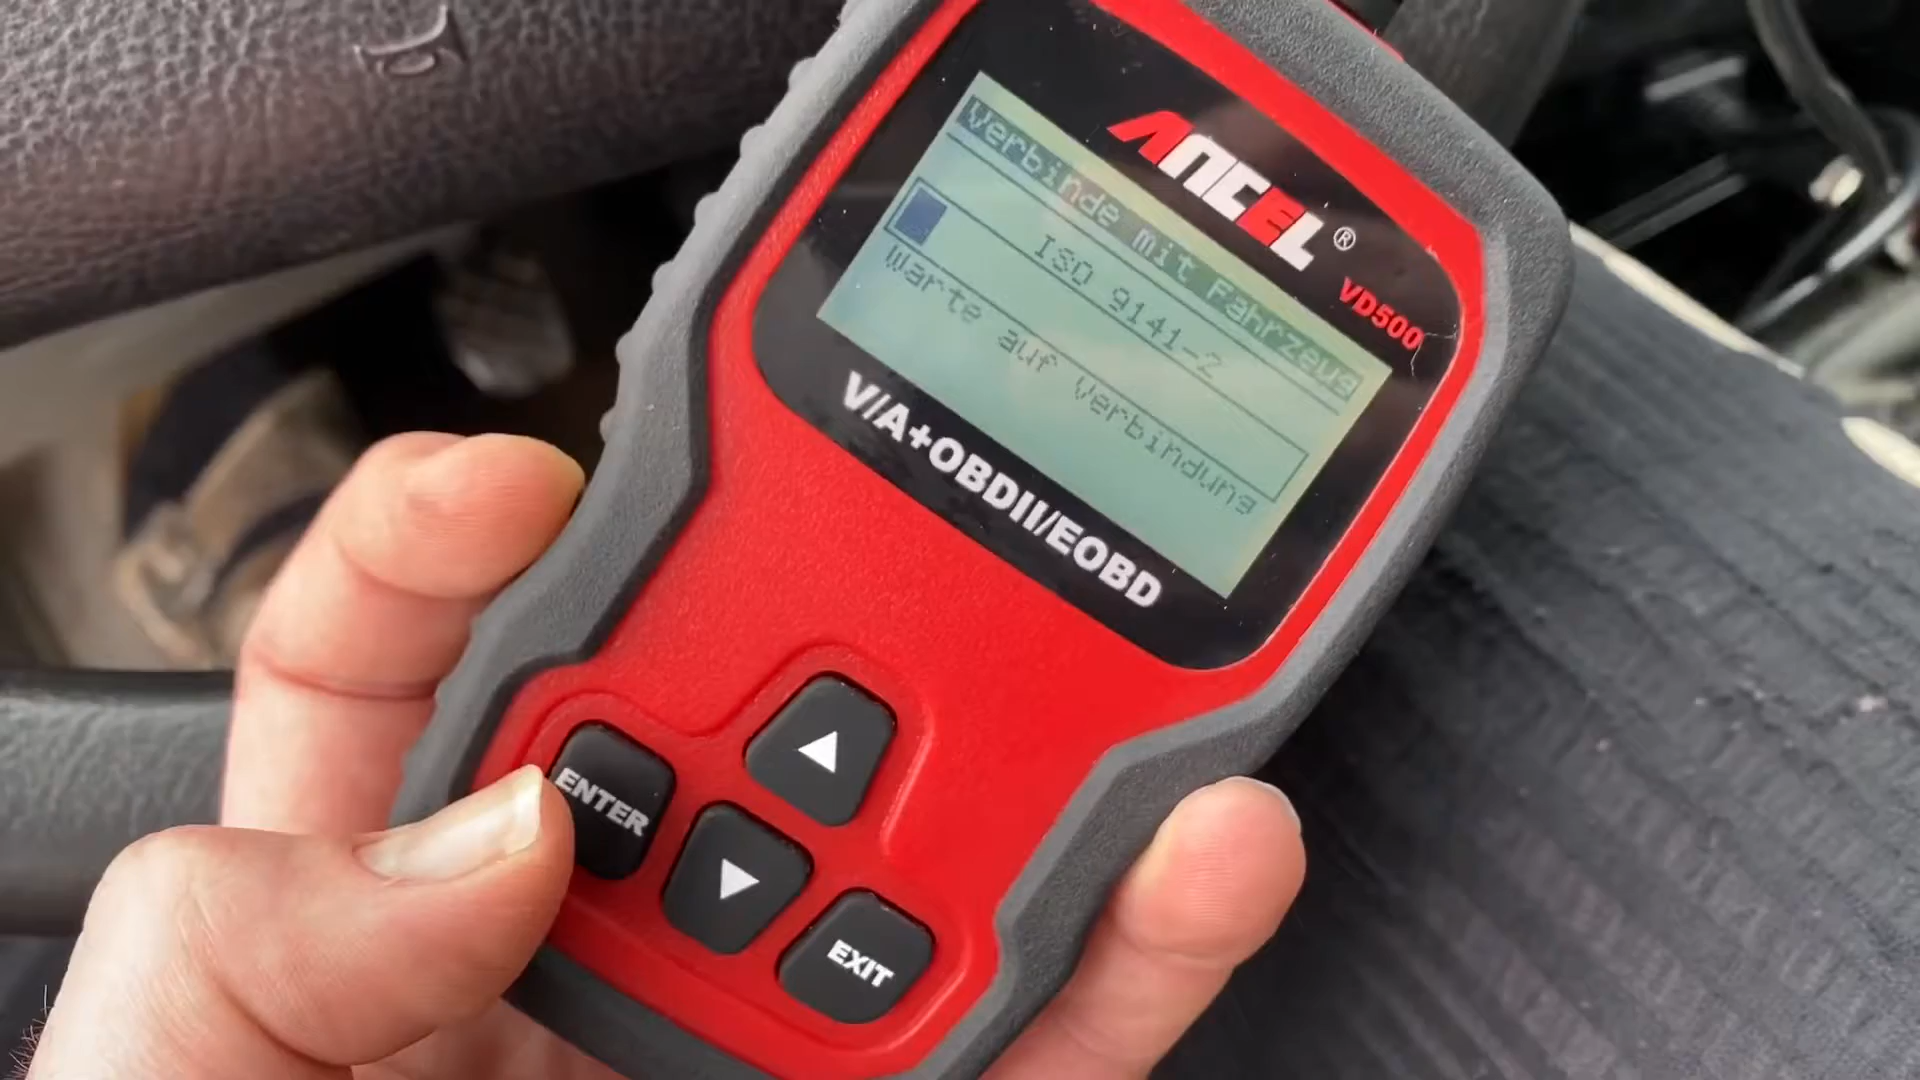 ANCEL®
VD500
Verbinde mit Fahrzeug
ISO 9141-2
Warte auf Verbindung
V/A+OBDII/EOBD
ENTER
EXIT